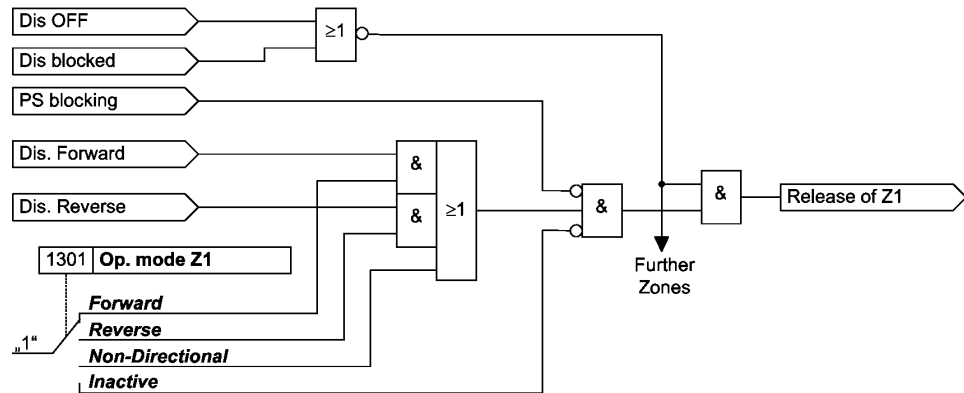 Dis OFF
≥1
Dis blocked
PS blocking
Dis. Forward
&
Dis. Reverse
&
≥1
&
&
Release of Z1
1301 Op. mode Z1
Further
Zones
Forward
„1“
Reverse
Non-Directional
Inactive